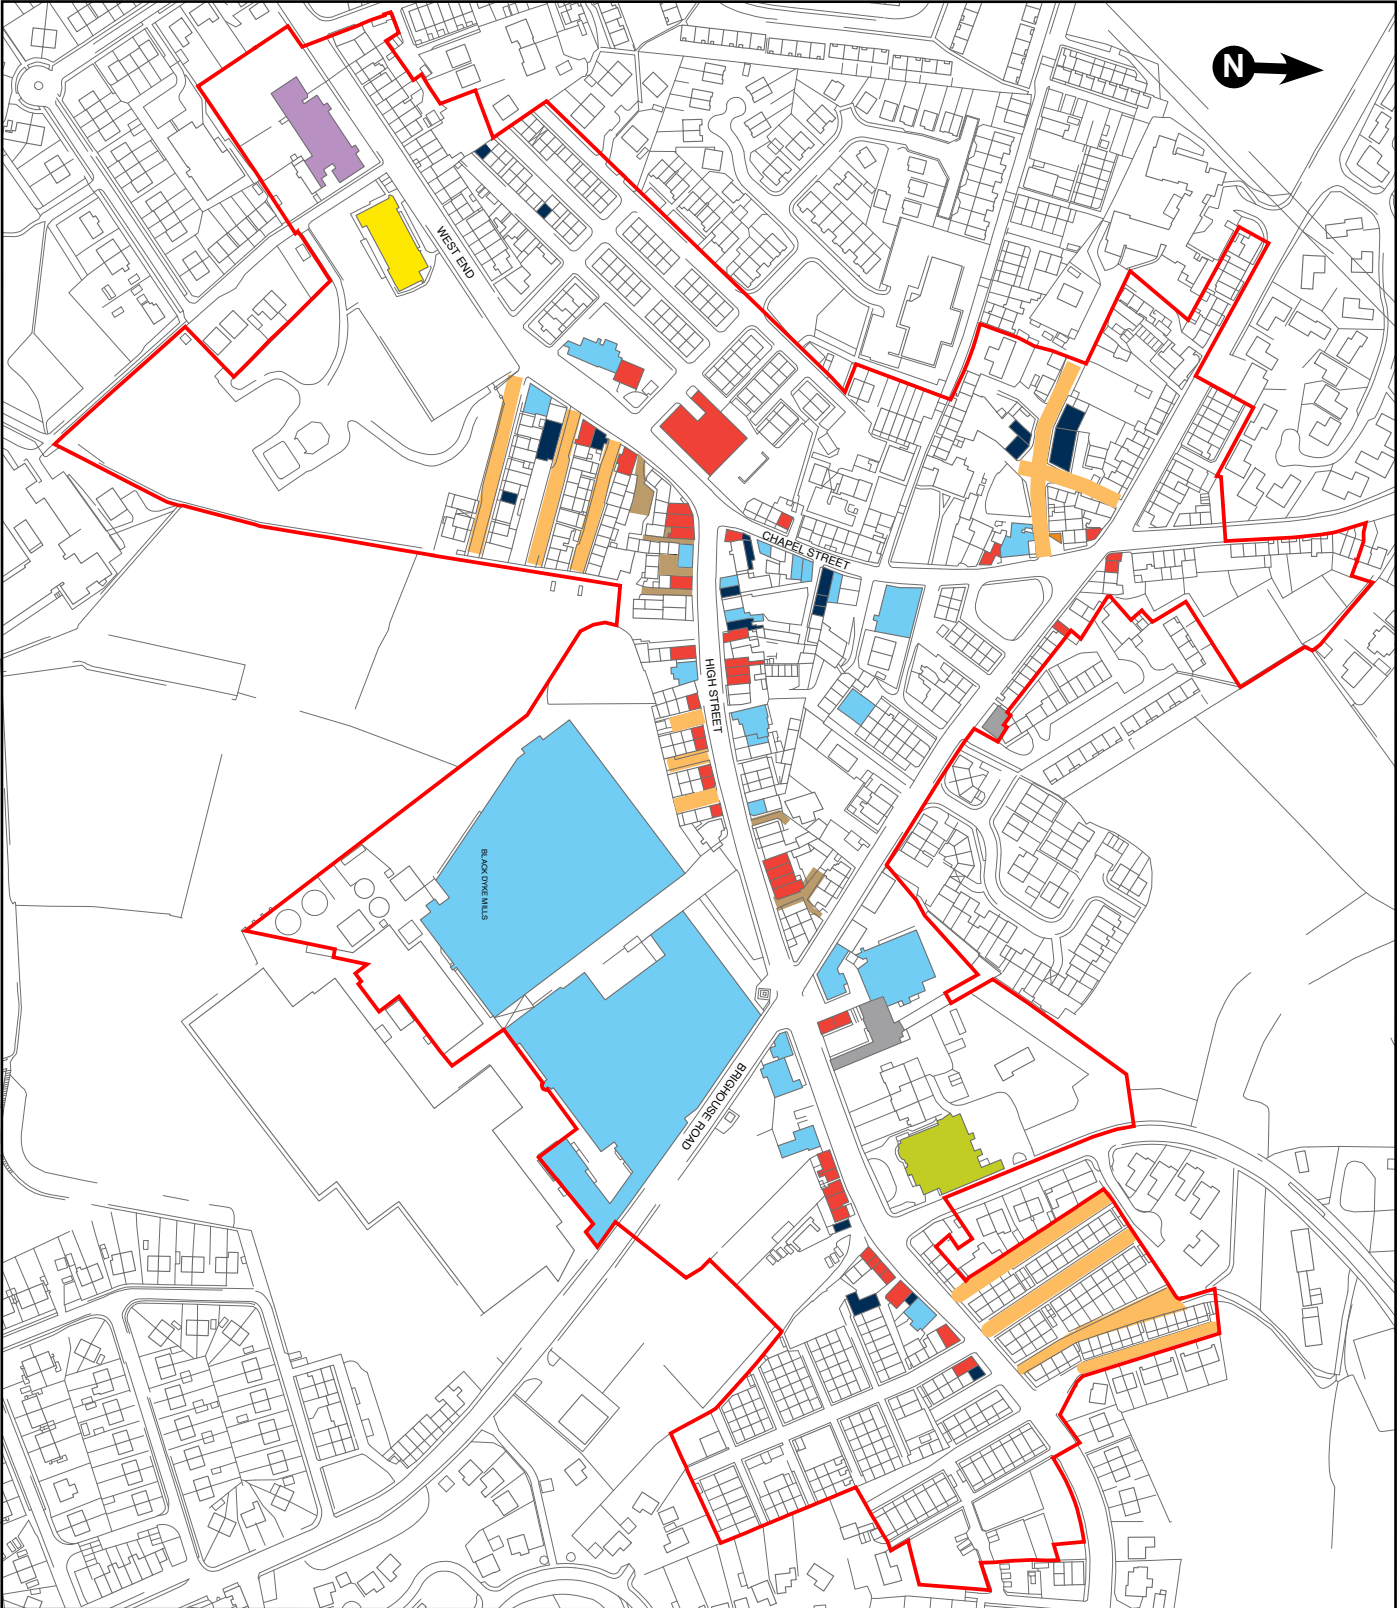 N
WEST END
CHAPEL STREET
HIGH STREET
BLACK DYKE MILLS
BRIGHOUSE ROAD